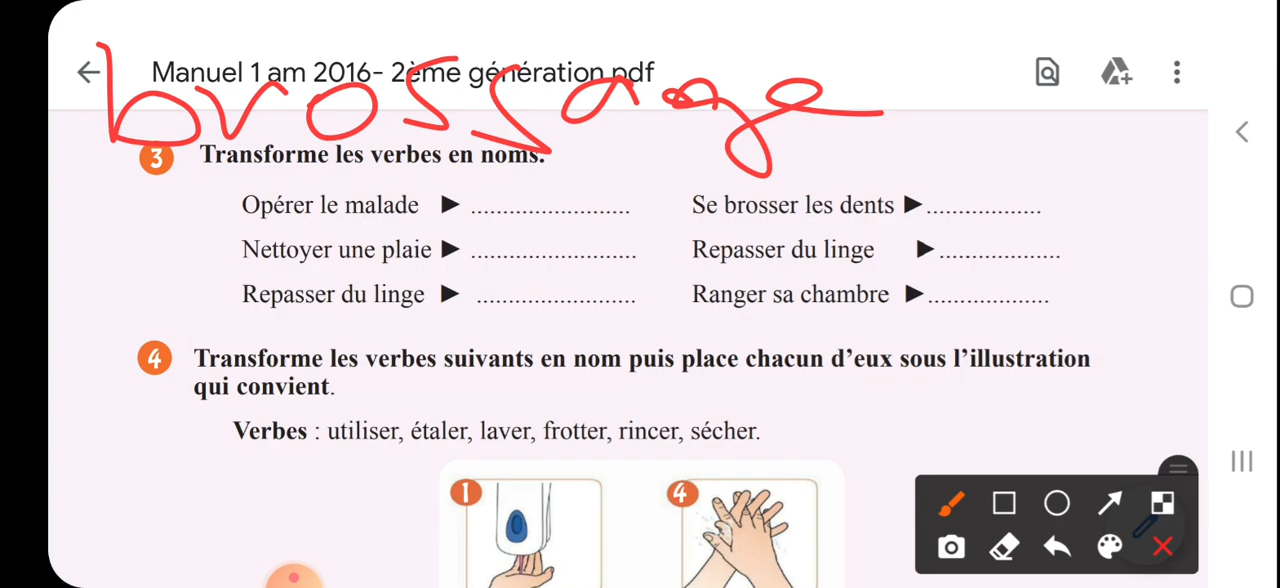 Manuel 1 am 2016- 2ème génération.pdf
brossage
3 Transforme les verbes en noms.
Opérer le malade ► ........................ Se brosser les dents ► ..................
Nettoyer une plaie ► ......................... Repasser du linge ► ...................
Repasser du linge ► ........................ Ranger sa chambre ► ...................
4 Transforme les verbes suivants en nom puis place chacun d'eux sous l'illustration
qui convient.
Verbes : utiliser, étaler, laver, frotter, rincer, sécher.
1 4